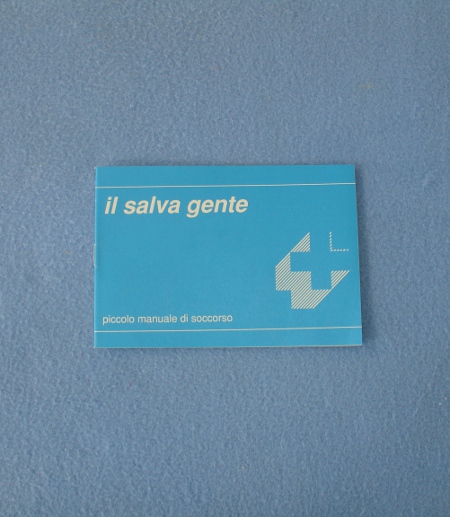 il salva gente
piccolo manuale di soccorso